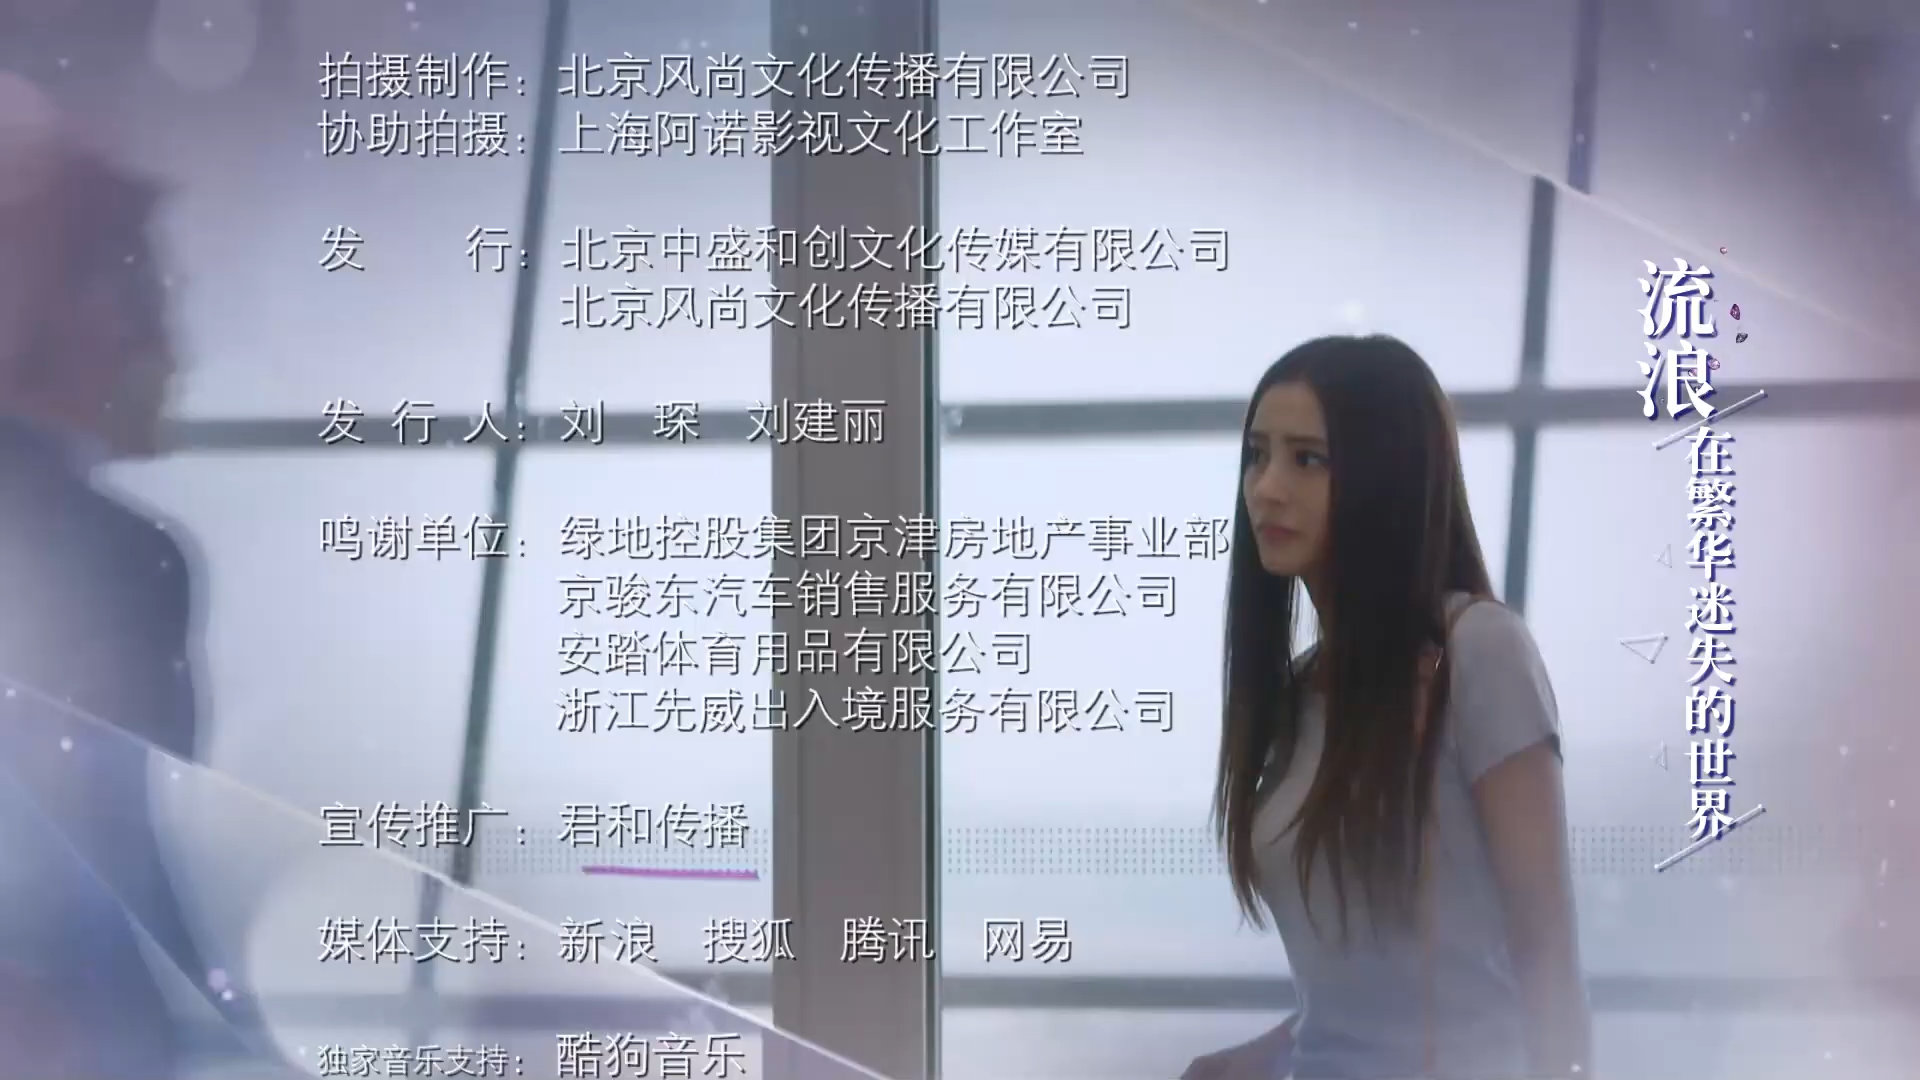 拍摄制作：北京风尚文化传播有限公司
协助拍摄：上海阿诺影视文化工作室
发 行：北京中盛和创文化传媒有限公司
北京风尚文化传播有限公司
发 行 人：刘 琛 刘建丽
鸣谢单位：绿地控股集团京津房地产事业部
京骏东汽车销售服务有限公司
安踏体育用品有限公司
浙江先威出入境服务有限公司
宣传推广：君和传播
媒体支持：新浪 搜狐 腾讯 网易
独家音乐支持：酷狗音乐
流浪
在繁华迷失的世界